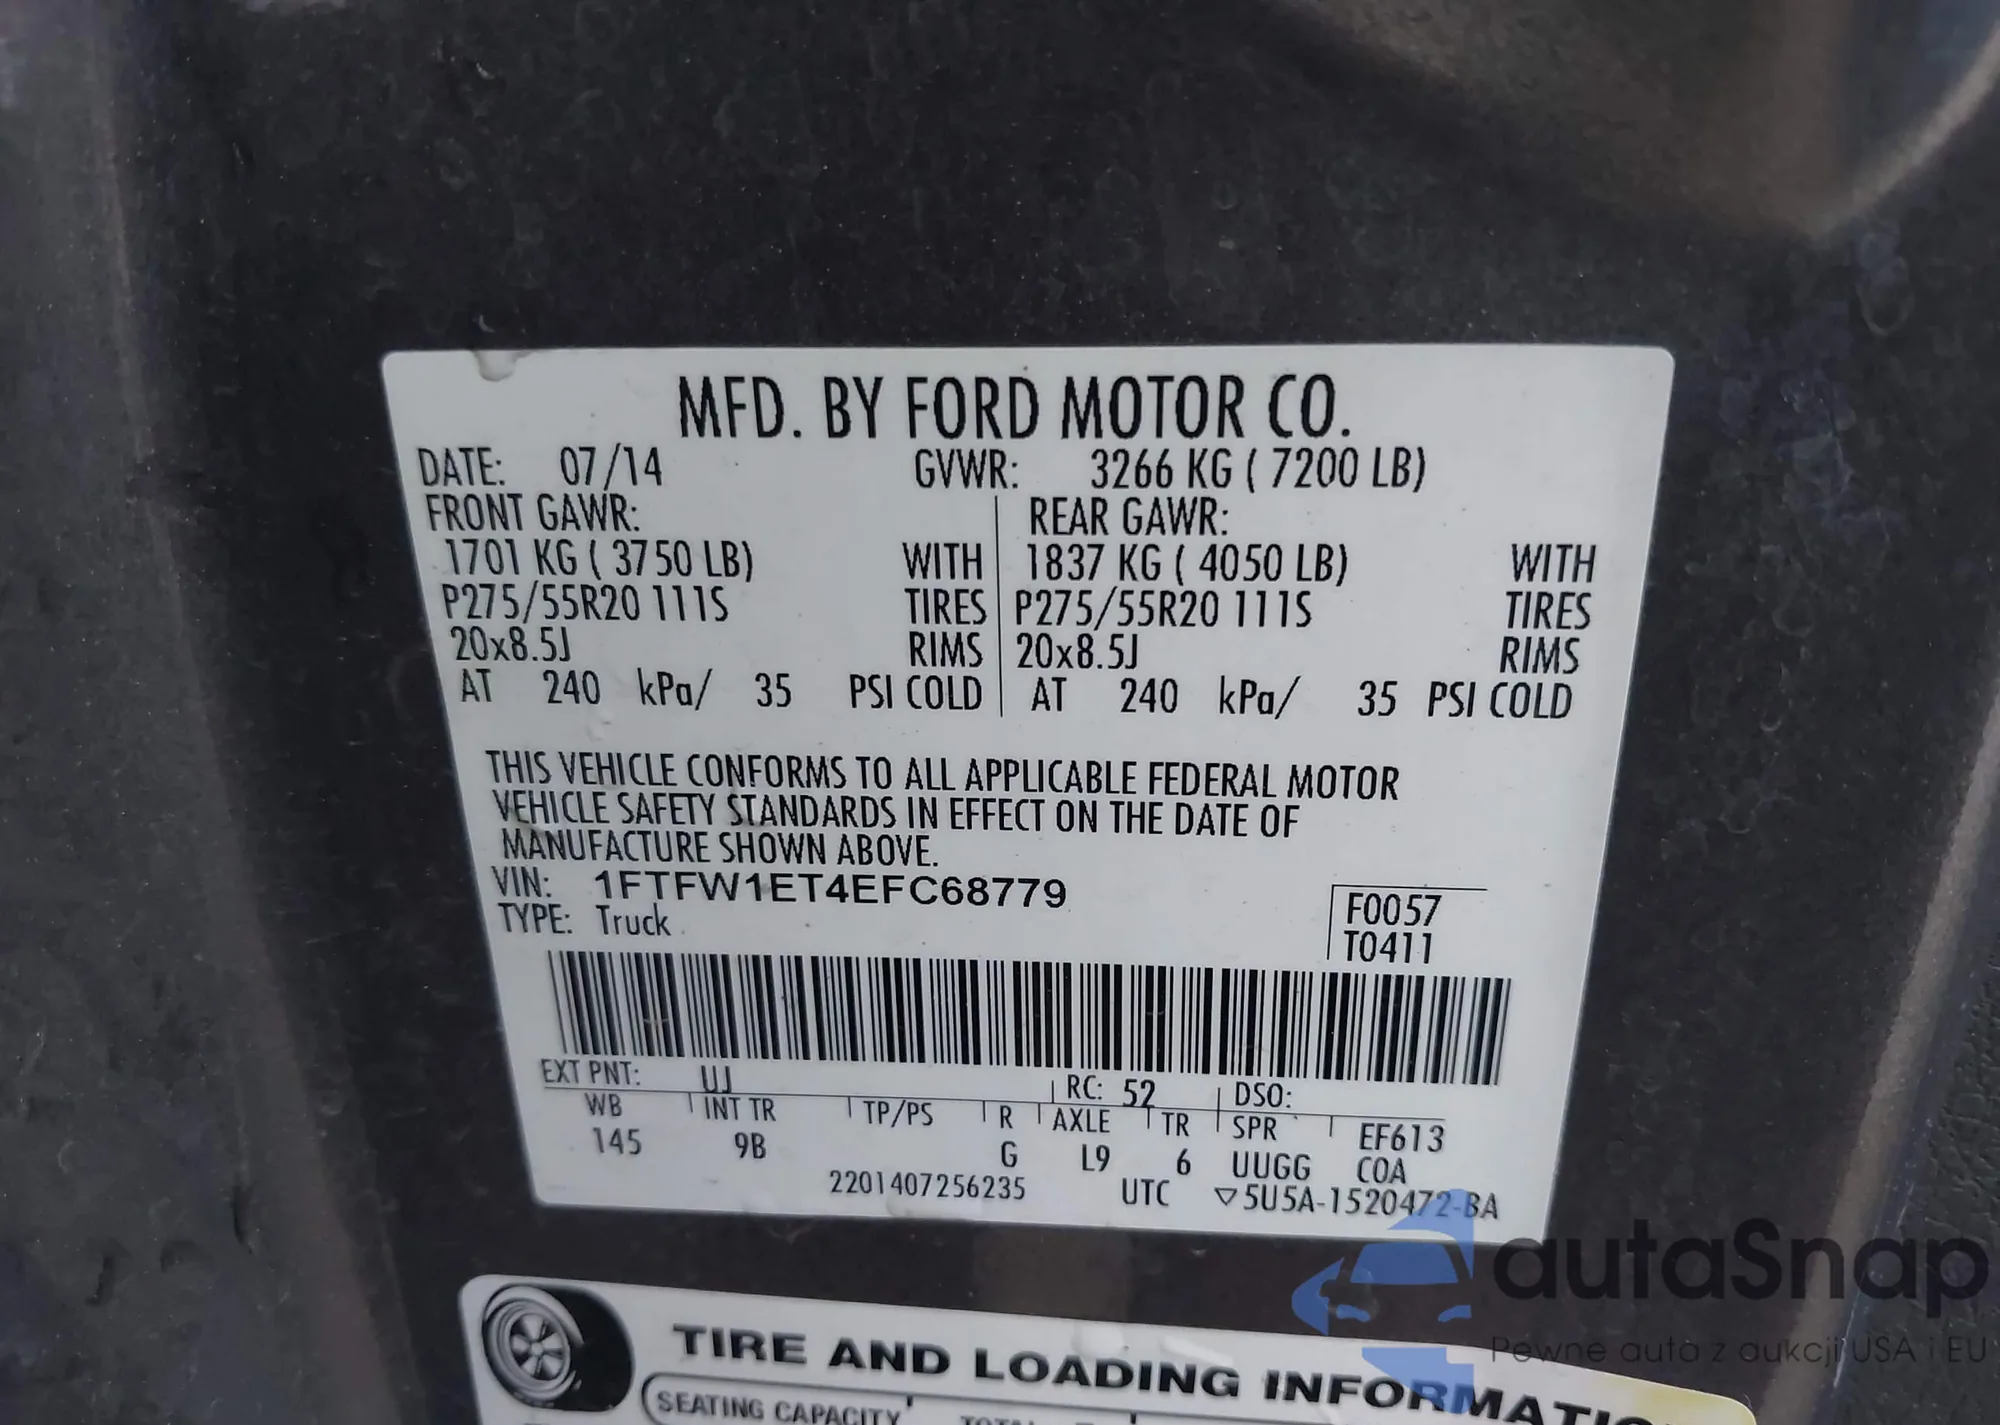 MFD. BY FORD MOTOR CO.
DATE: 07/14 GVWR: 3266 KG ( 7200 LB)
FRONT GAWR: REAR GAWR:
1701 KG ( 3750 LB) WITH 1837 KG ( 4050 LB) WITH
P275/55R20 111S TIRES P275/55R20 111S TIRES
20x8.5J RIMS 20x8.5J RIMS
AT 240 kPa/ 35 PSI COLD AT 240 kPa/ 35 PSI COLD
THIS VEHICLE CONFORMS TO ALL APPLICABLE FEDERAL MOTOR
VEHICLE SAFETY STANDARDS IN EFFECT ON THE DATE OF
MANUFACTURE SHOWN ABOVE.
VIN: 1FTFW1ET4EFC68779
TYPE: Truck
F0057
T0411
EXT PNT: UJ RC: 52 DSO:
WB INT TR TP/PS R AXLE TR SPR EF613
145 9B G L9 6 UUGG COA
2201407256235 UTC ▽5U5A-1520472-BA
autaSnap
Pewne auta z aukcji USA i EU
TIRE AND LOADING
SEATING CAPACITY